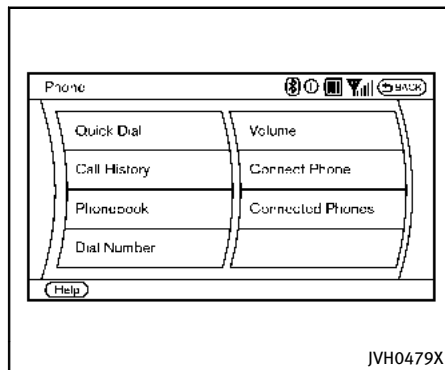 Phone BACK
Quick Dial Volume
Call History Connect Phone
Phonebook Connected Phones
Dial Number
Help
JVH0479X